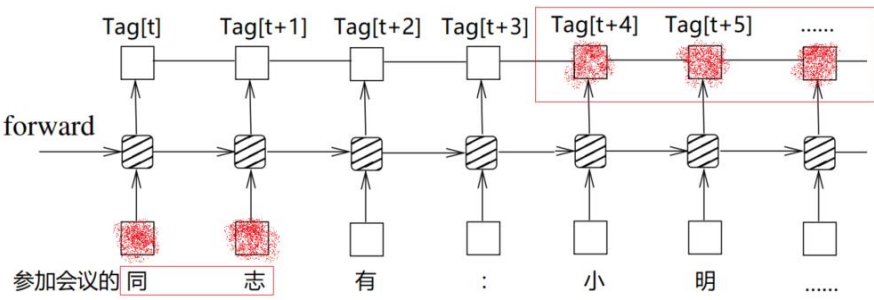 Tag[t] Tag[t+1] Tag[t+2] Tag[t+3] Tag[t+4] Tag[t+5] ……
forward
参加会议的 同 志 有 : 小 明 ……